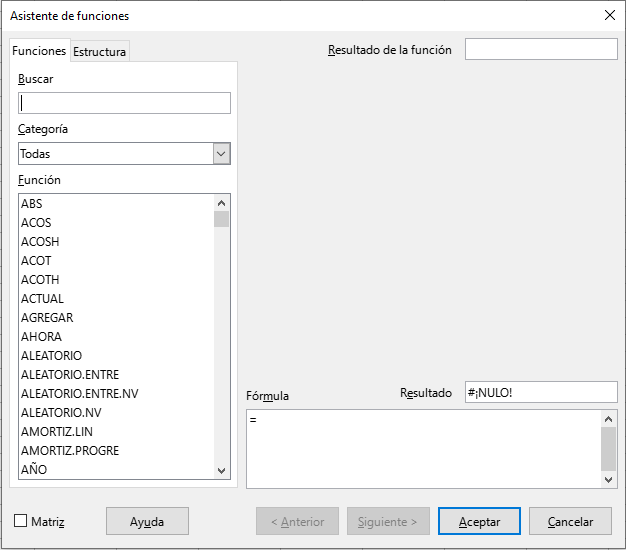 Asistente de funciones
Funciones
Estructura
Resultado de la función
Buscar
Categoría
Todas
Función
ABS
ACOS
ACOSH
ACOT
ACOTH
ACTUAL
AGREGAR
AHORA
ALEATORIO
ALEATORIO.ENTRE
ALEATORIO.ENTRE.NV
ALEATORIO.NV
AMORTIZ.LIN
AMORTIZ.PROGRE
AÑO
Fórmula
Resultado
#¡NULO!
=
Matriz
Ayuda
< Anterior
Siguiente >
Aceptar
Cancelar